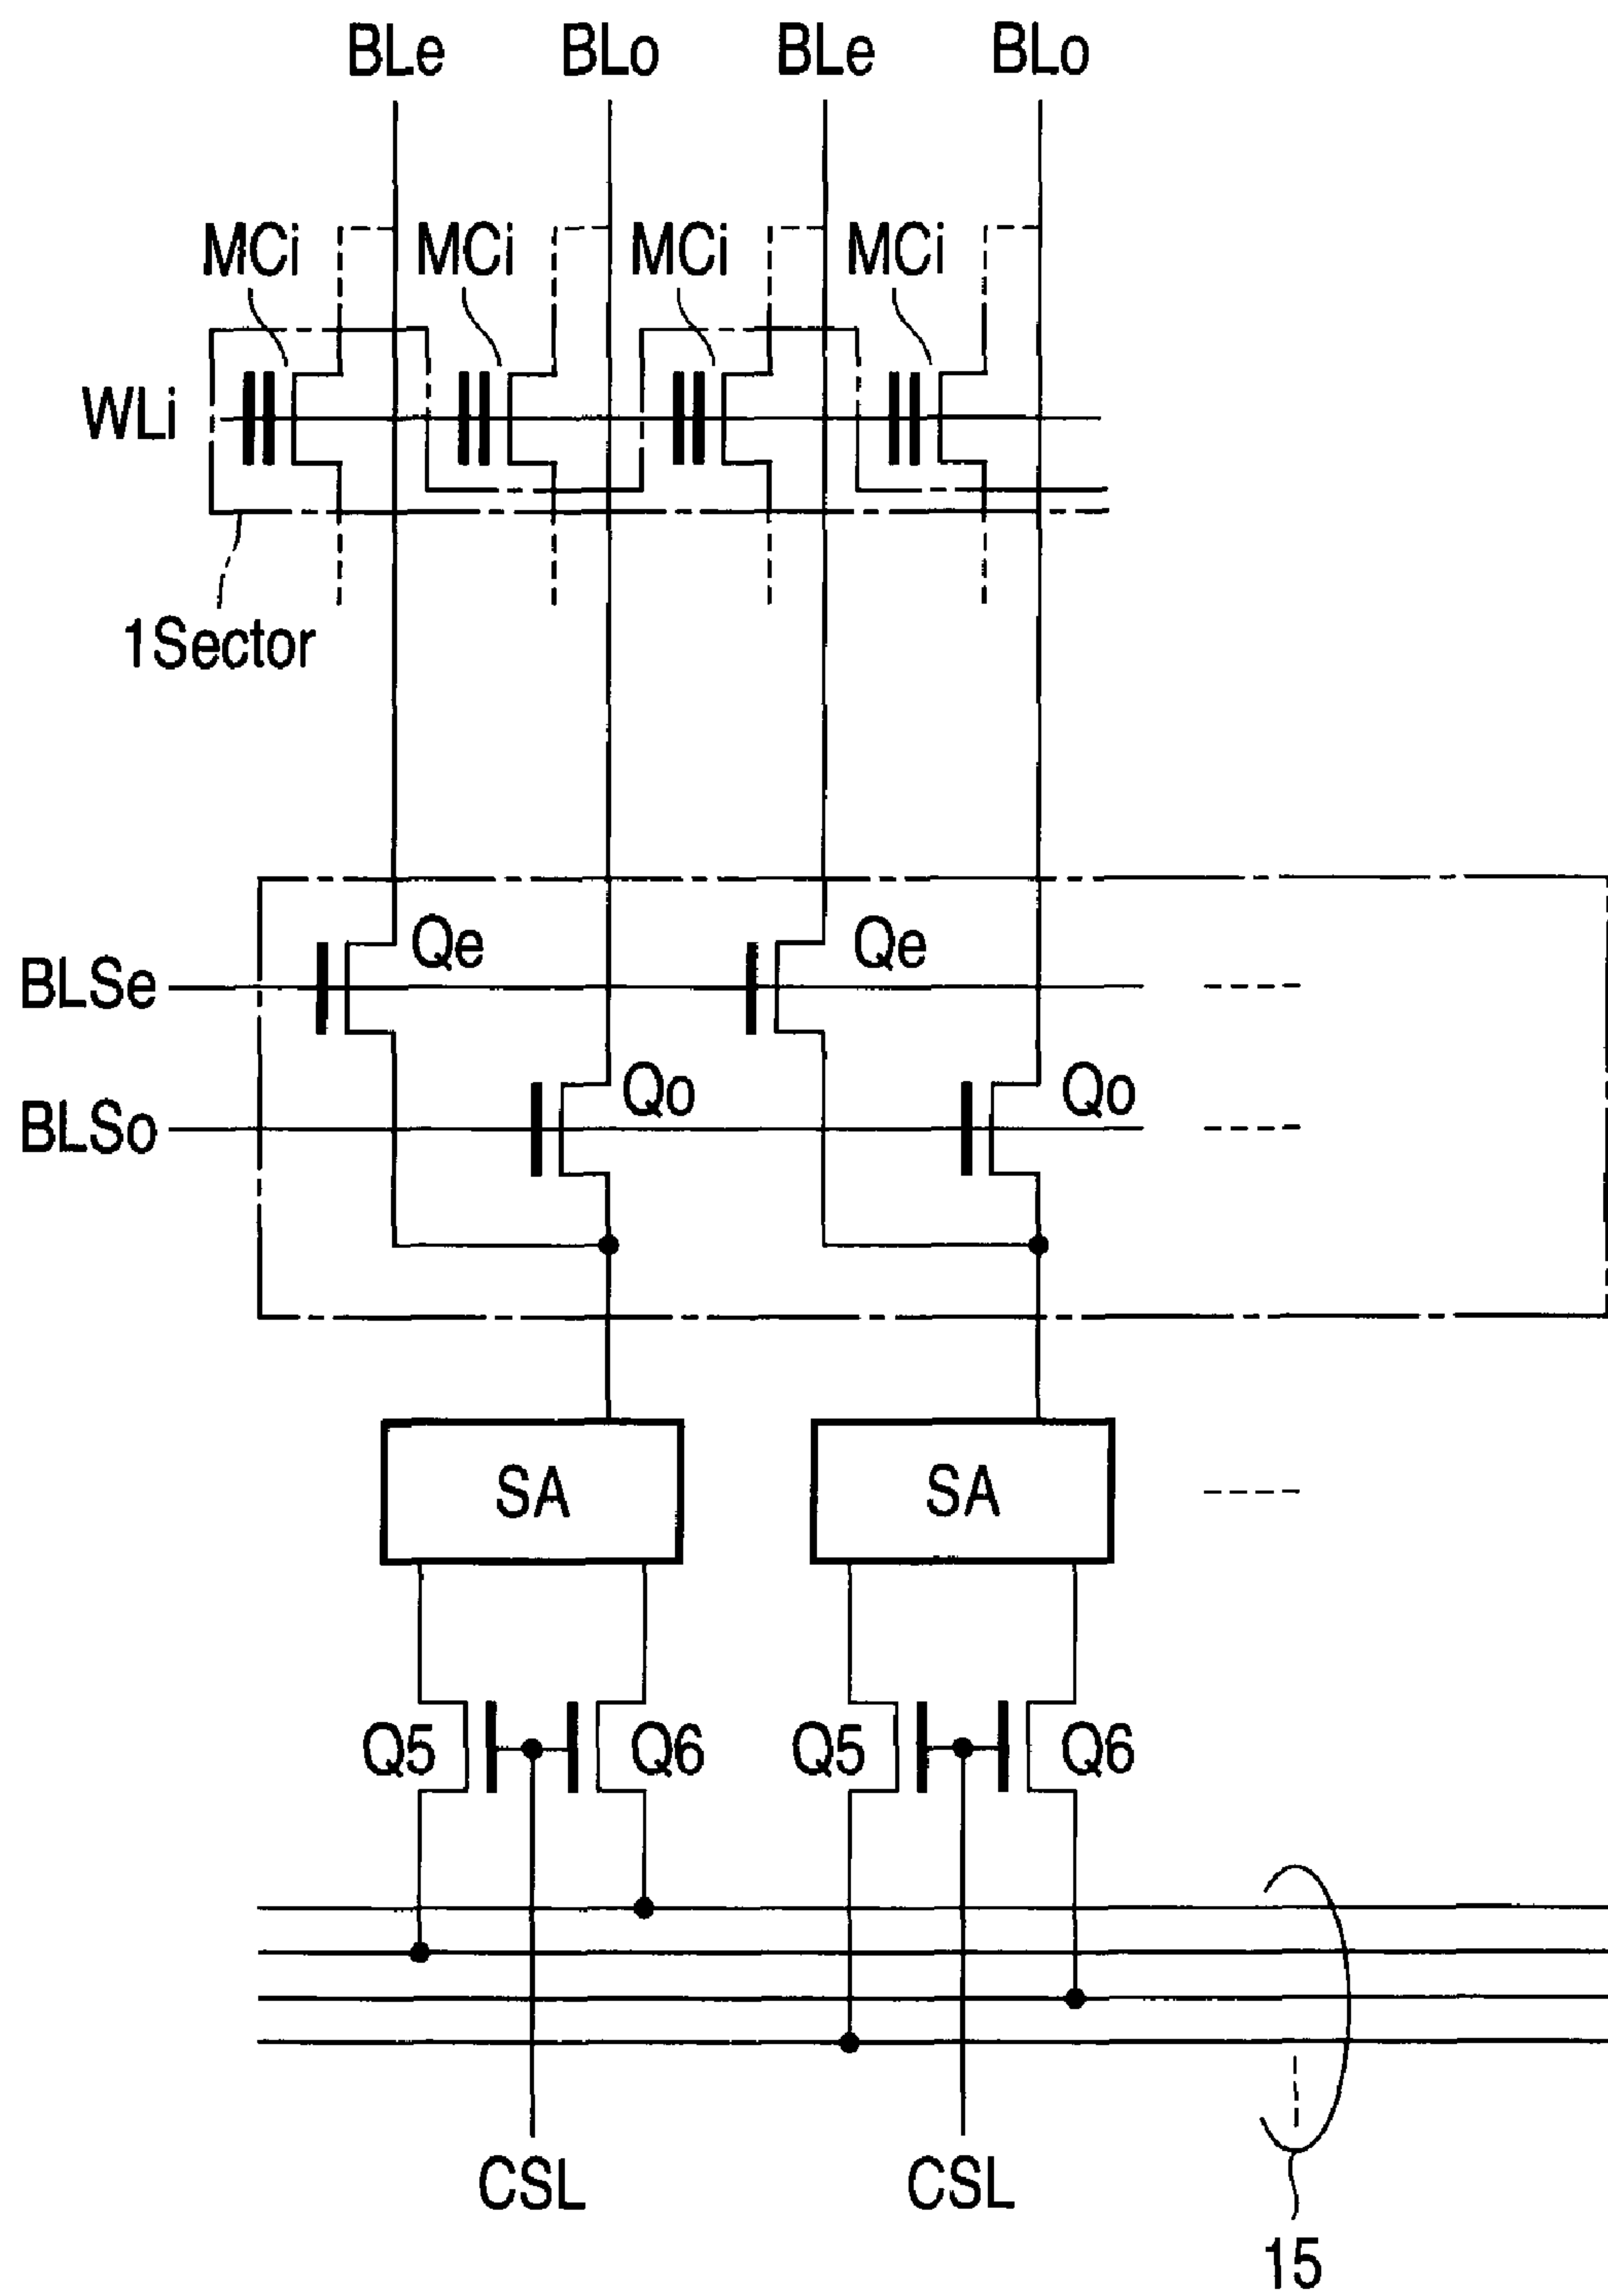 BLe BLo BLe BLo
MCi MCi MCi MCi
WLi
1Sector
Qe Qe
BLSe
Qo Qo
BLSo
SA SA
Q5 Q6 Q5 Q6
CSL CSL
15